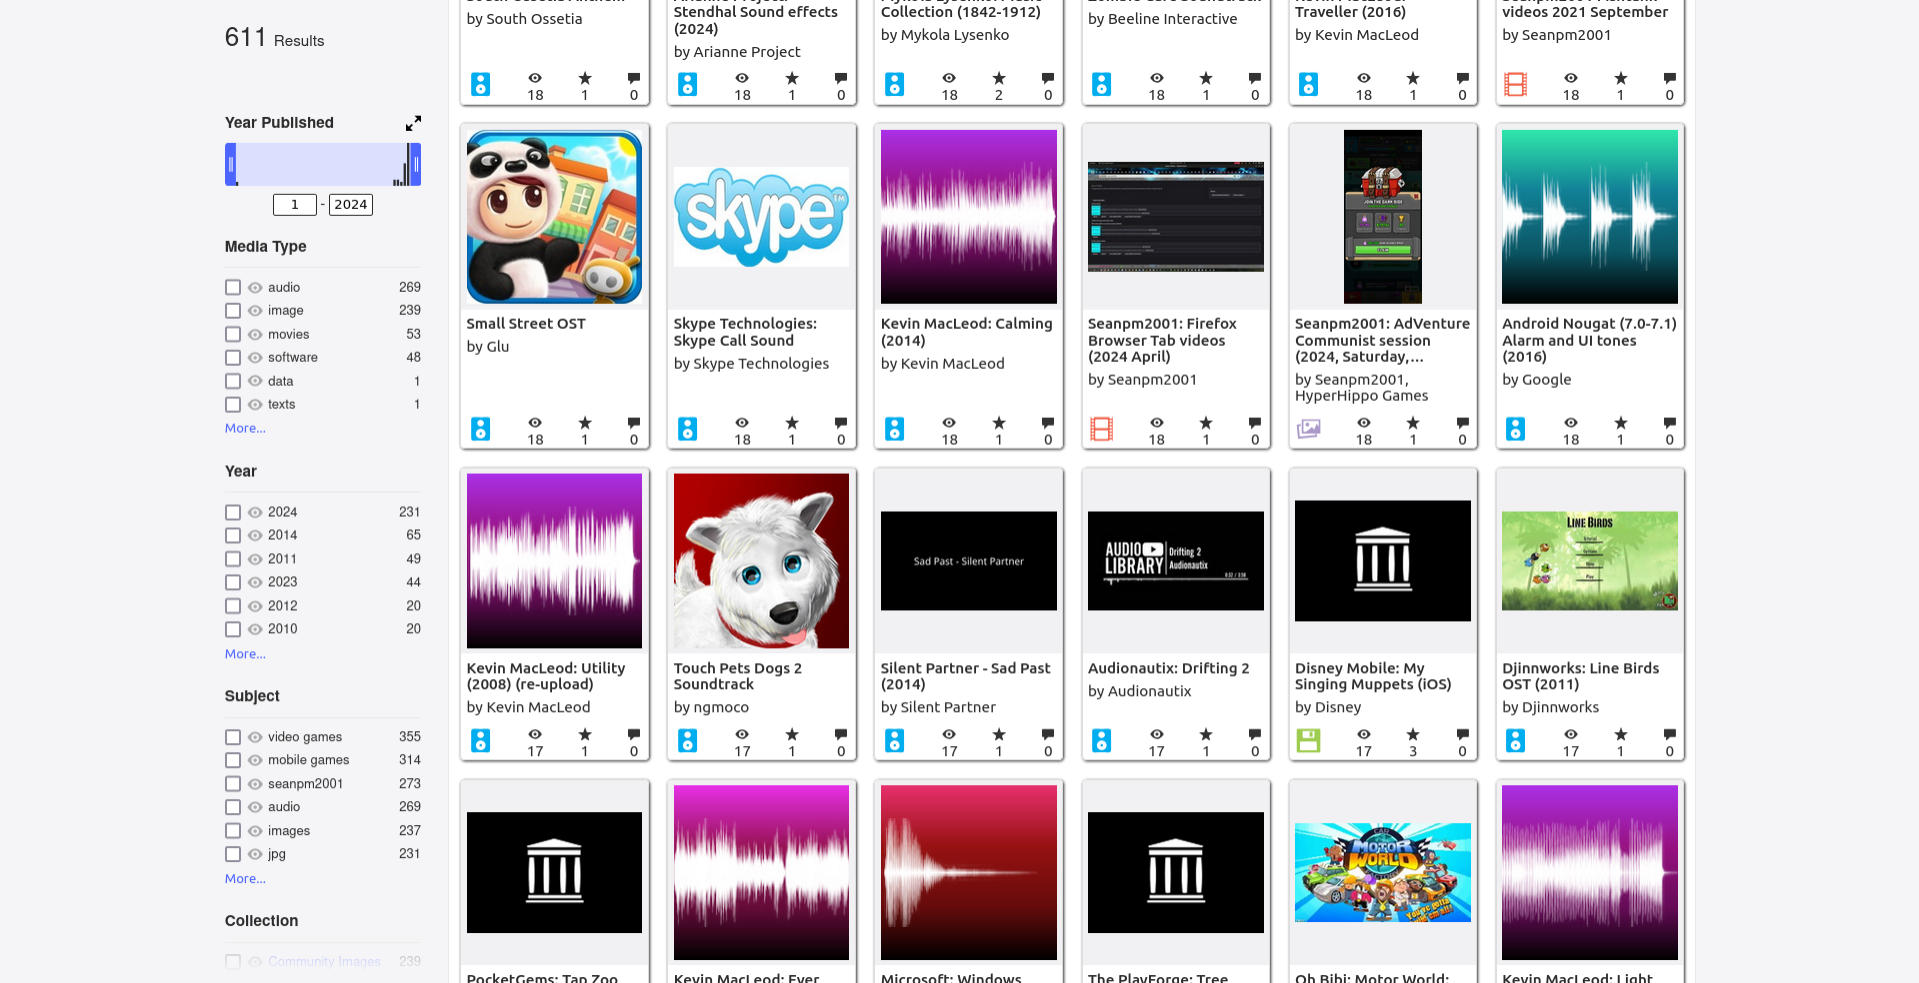 611 Results
Year Published
1 - 2024
Media Type
audio 269
image 239
movies 53
software 48
data 1
texts 1
More...
Year
2024 231
2014 65
2011 49
2023 44
2012 20
2010 20
More...
Subject
video games 355
mobile games 314
seanpm2001 273
audio 269
images 237
jpg 231
More...
Collection
Community Images 239
by South Ossetia
18 1 0
Stendhal Sound effects
(2024)
by Arianne Project
18 1 0
Collection (1842-1912)
by Mykola Lysenko
18 2 0
by Beeline Interactive
18 1 0
Traveller (2016)
by Kevin MacLeod
18 1 0
videos 2021 September
by Seanpm2001
18 1 0
Small Street OST
by Glu
18 1 0
skype
TM
Skype Technologies:
Skype Call Sound
by Skype Technologies
18 1 0
Kevin MacLeod: Calming
(2014)
by Kevin MacLeod
18 1 0
Seanpm2001: Firefox
Browser Tab videos
(2024 April)
by Seanpm2001
18 1 0
JOIN THE DARK SIDE!
Seanpm2001: AdVenture
Communist session
(2024, Saturday,...
by Seanpm2001,
HyperHippo Games
18 1 0
Android Nougat (7.0-7.1)
Alarm and UI tones
(2016)
by Google
18 1 0
Kevin MacLeod: Utility
(2008) (re-upload)
by Kevin MacLeod
17 1 0
Touch Pets Dogs 2
Soundtrack
by ngmoco
17 1 0
Sad Past - Silent Partner
Silent Partner - Sad Past
(2014)
by Silent Partner
17 1 0
AUDIO
LIBRARY
Drifting 2
Audionautix
Audionautix: Drifting 2
by Audionautix
17 1 0
Disney Mobile: My
Singing Muppets (iOS)
by Disney
17 3 0
LINE BIRDS
Djinnworks: Line Birds
OST (2011)
by Djinnworks
17 1 0
PocketGems: Tap Zoo
Kevin MacLeod: Ever
Microsoft: Windows
The PlayForge: Tree
MOTOR
WORLD
Oh Bibi: Motor World:
Kevin MacLeod: Light